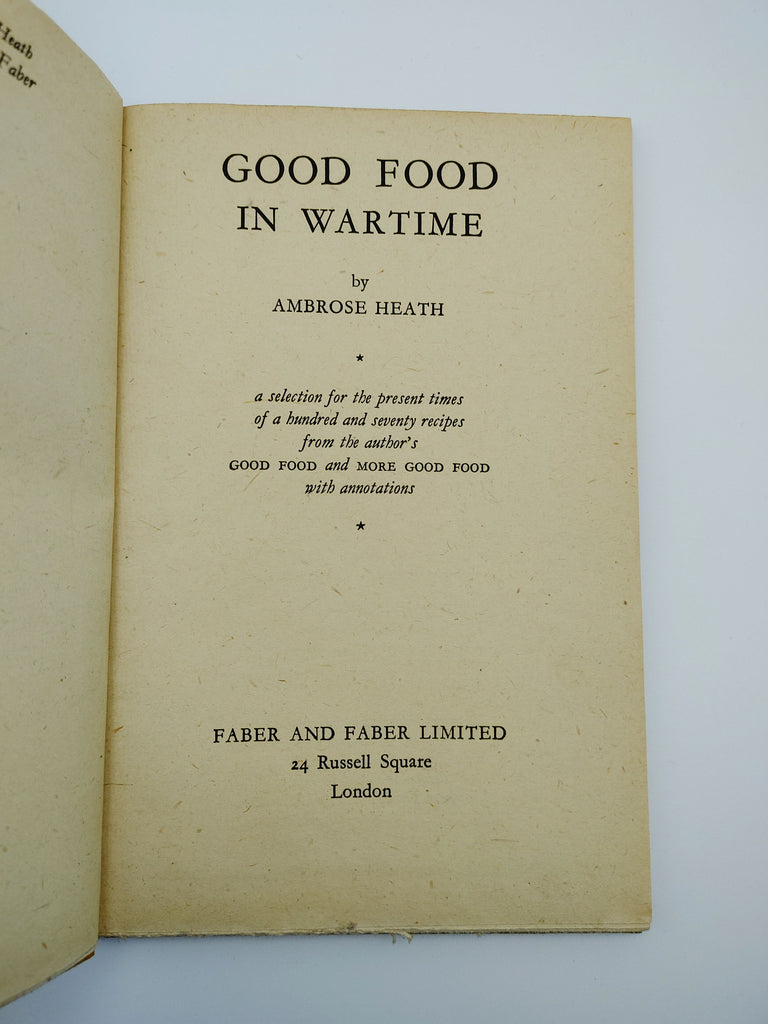 Heath
Faber
GOOD FOOD
IN WARTIME
by
AMBROSE HEATH
★
a selection for the present times
of a hundred and seventy recipes
from the author's
GOOD FOOD and MORE GOOD FOOD
with annotations
★
FABER AND FABER LIMITED
24 Russell Square
London